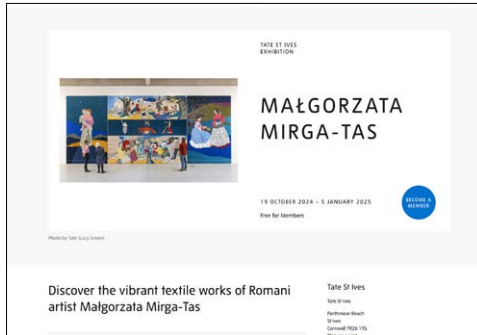 TATE ST IVES
EXHIBITION
MAŁGORZATA
MIRGA-TAS
19 OCTOBER 2024 – 5 JANUARY 2025
Free for Members
BECOME A
MEMBER
Photo by Tate (Lucy Green)
Discover the vibrant textile works of Romani
artist Małgorzata Mirga-Tas
Tate St Ives
Tate St Ives
Porthmeor Beach
St Ives
Cornwall TR26 1TG